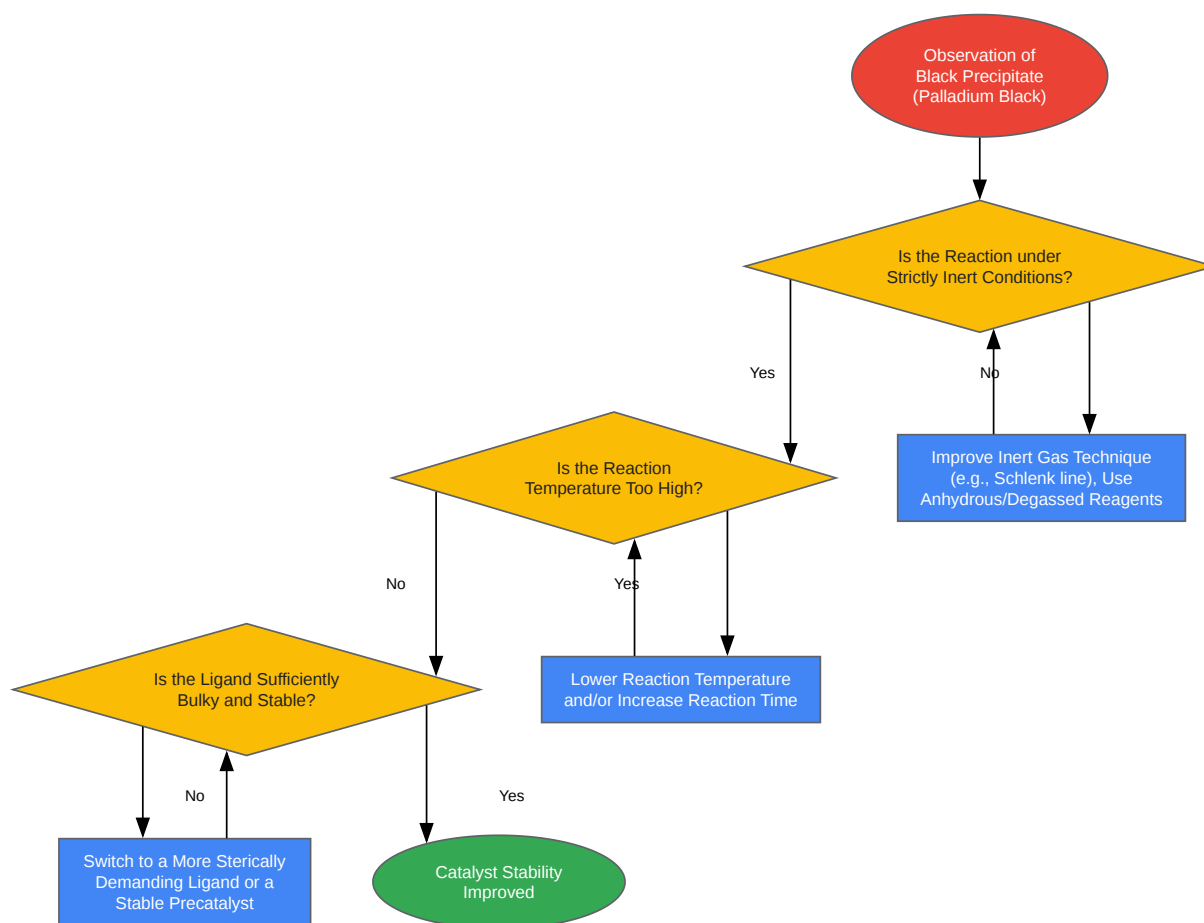 Observation of
Black Precipitate
(Palladium Black)
Is the Reaction under
Strictly Inert Conditions?
Yes
No
Improve Inert Gas Technique
(e.g., Schlenk line), Use
Anhydrous/Degassed Reagents
Is the Reaction
Temperature Too High?
No
Yes
Lower Reaction Temperature
and/or Increase Reaction Time
Is the Ligand Sufficiently
Bulky and Stable?
No
Yes
Switch to a More Sterically
Demanding Ligand or a
Stable Precatalyst
Catalyst Stability
Improved